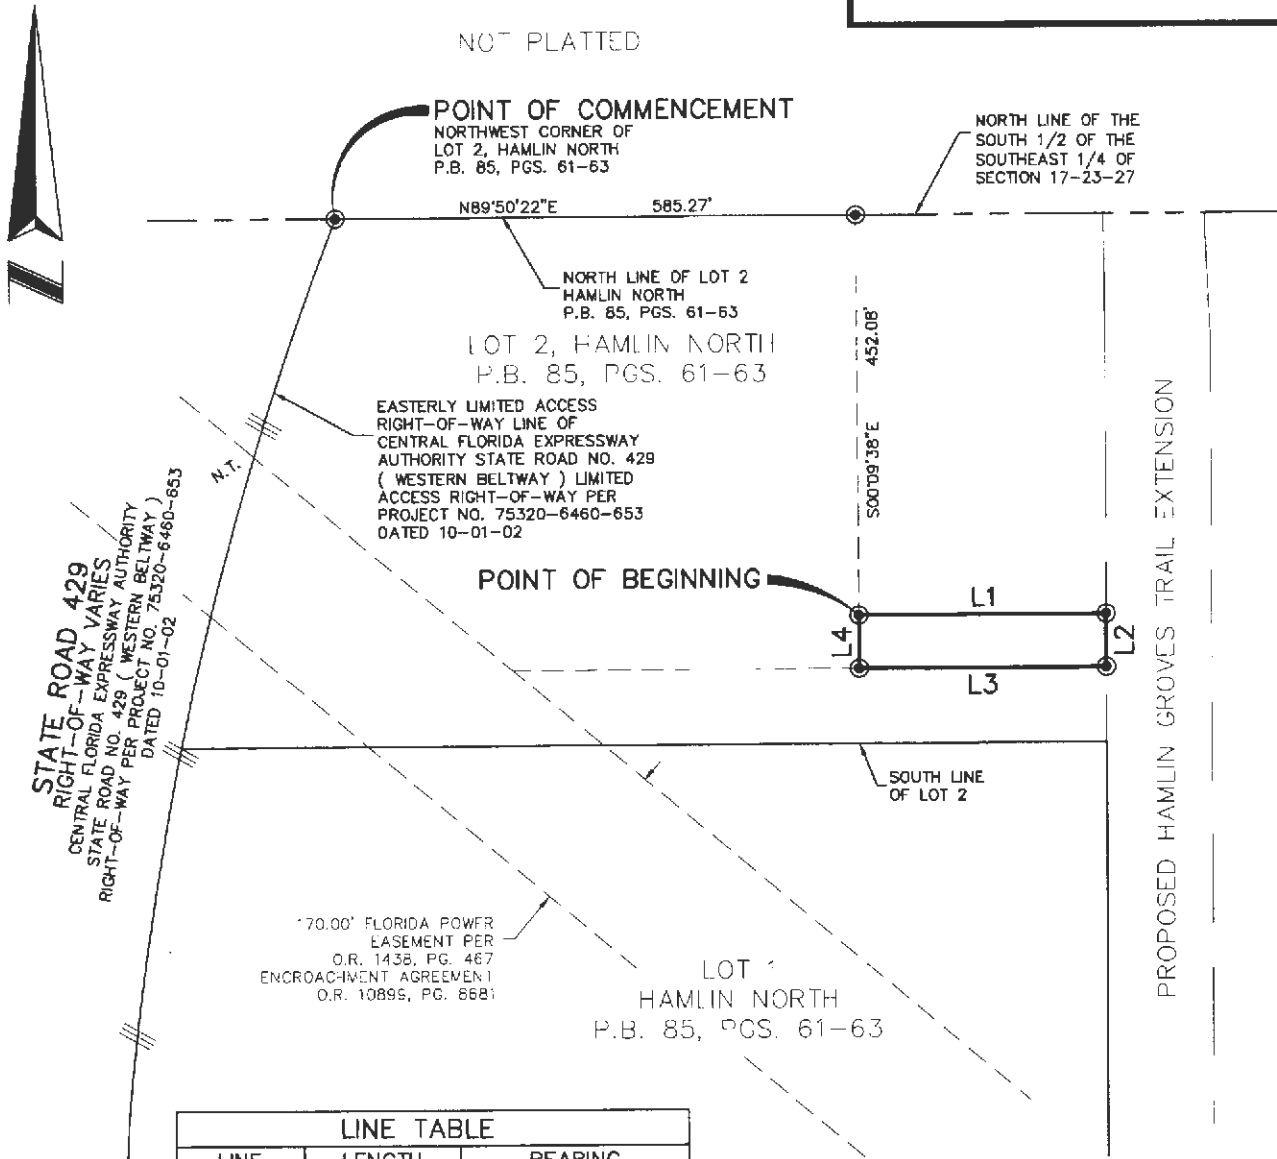 NOT PLATTED
POINT OF COMMENCEMENT
NORTHWEST CORNER OF
LOT 2, HAMLIN NORTH
P.B. 85, PGS. 61-63
NORTH LINE OF THE
SOUTH 1/2 OF THE
SOUTHEAST 1/4 OF
SECTION 17-23-27
N89°50'22"E 585.27'
NORTH LINE OF LOT 2
HAMLIN NORTH
P.B. 85, PGS. 61-63
LOT 2, HAMLIN NORTH
P.B. 85, PGS. 61-63
S00°09'38"E 452.08'
EASTERLY LIMITED ACCESS
RIGHT-OF-WAY LINE OF
CENTRAL FLORIDA EXPRESSWAY
AUTHORITY STATE ROAD NO. 429
( WESTERN BELTWAY ) LIMITED
ACCESS RIGHT-OF-WAY PER
PROJECT NO. 75320-6460-653
DATED 10-01-02
N.T.
STATE ROAD 429
RIGHT-OF-WAY VARIES
CENTRAL FLORIDA EXPRESSWAY AUTHORITY
STATE ROAD NO. 429 ( WESTERN BELTWAY )
RIGHT-OF-WAY PER PROJECT NO. 75320-6460-653
DATED 10-01-02
POINT OF BEGINNING
L1
L2
L3
L4
PROPOSED HAMLIN GROVES TRAIL EXTENSION
SOUTH LINE
OF LOT 2
170.00' FLORIDA POWER
EASEMENT PER
O.R. 1438, PG. 467
ENCROACHMENT AGREEMENT
O.R. 10899, PG. 8681
LOT 1
HAMLIN NORTH
P.B. 85, PGS. 61-63
LINE TABLE
LINE LENGTH BEARING